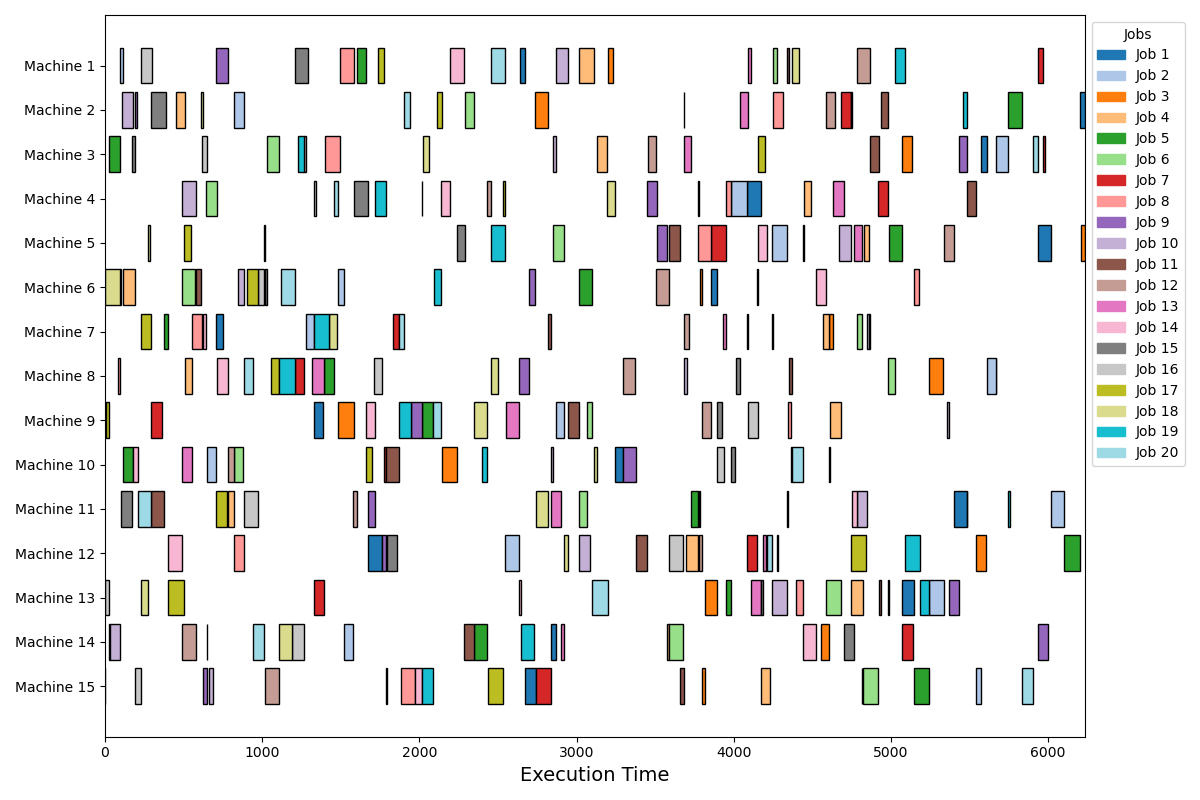 Machine 1
Machine 2
Machine 3
Machine 4
Machine 5
Machine 6
Machine 7
Machine 8
Machine 9
Machine 10
Machine 11
Machine 12
Machine 13
Machine 14
Machine 15
0 1000 2000 3000 4000 5000 6000
Execution Time
Jobs
Job 1
Job 2
Job 3
Job 4
Job 5
Job 6
Job 7
Job 8
Job 9
Job 10
Job 11
Job 12
Job 13
Job 14
Job 15
Job 16
Job 17
Job 18
Job 19
Job 20